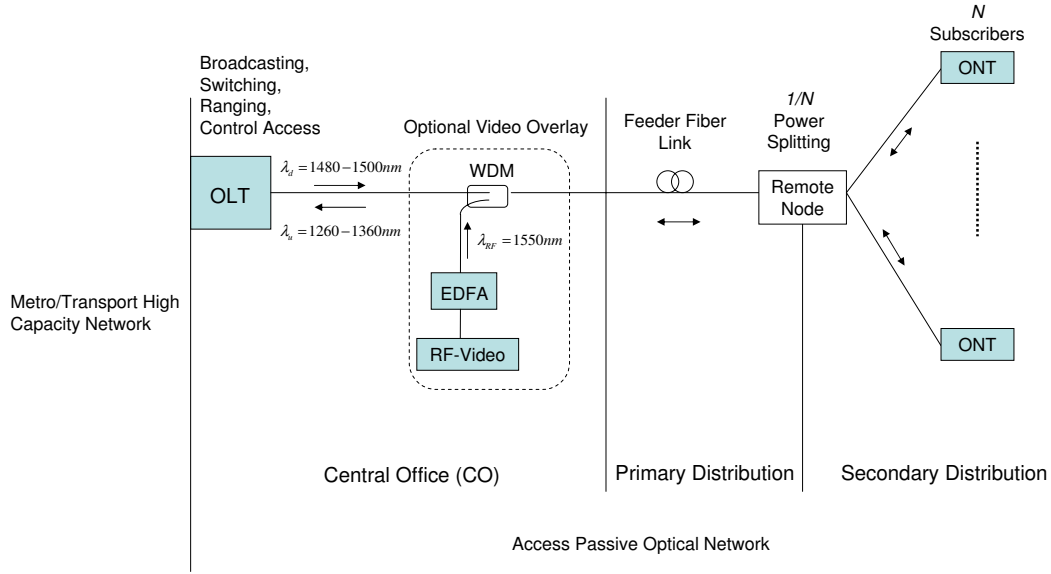 N
Subscribers
ONT
Broadcasting,
Switching,
Ranging,
Control Access
Optional Video Overlay
Feeder Fiber
Link
1/N
Power
Splitting
OLT
λd = 1480−1500nm
λu = 1260−1360nm
WDM
λRF = 1550nm
EDFA
RF-Video
Remote
Node
ONT
Metro/Transport High
Capacity Network
Central Office (CO)
Primary Distribution
Secondary Distribution
Access Passive Optical Network